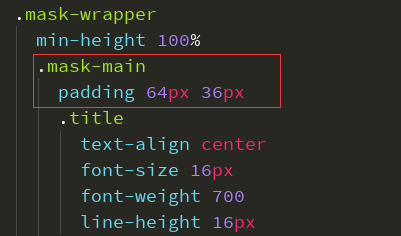 .mask-wrapper
min-height 100%
.mask-main
padding 64px 36px
.title
text-align center
font-size 16px
font-weight 700
line-height 16px